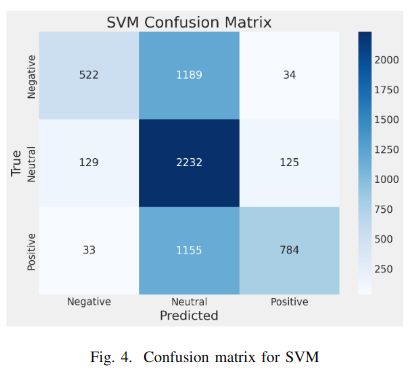 SVM Confusion Matrix
Negative
522 1189 34
2000
1750
1500
True
Neutral
129 2232 125
1250
1000
750
Positive
33 1155 784
500
250
Negative Neutral Positive
Predicted
Fig. 4. Confusion matrix for SVM